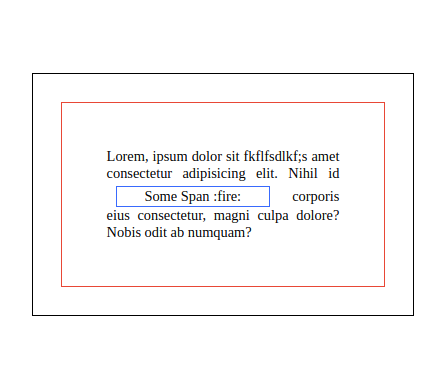 Lorem, ipsum dolor sit fkflfsdlkf;s amet
consectetur adipisicing elit. Nihil id
Some Span :fire: corporis
eius consectetur, magni culpa dolore?
Nobis odit ab numquam?